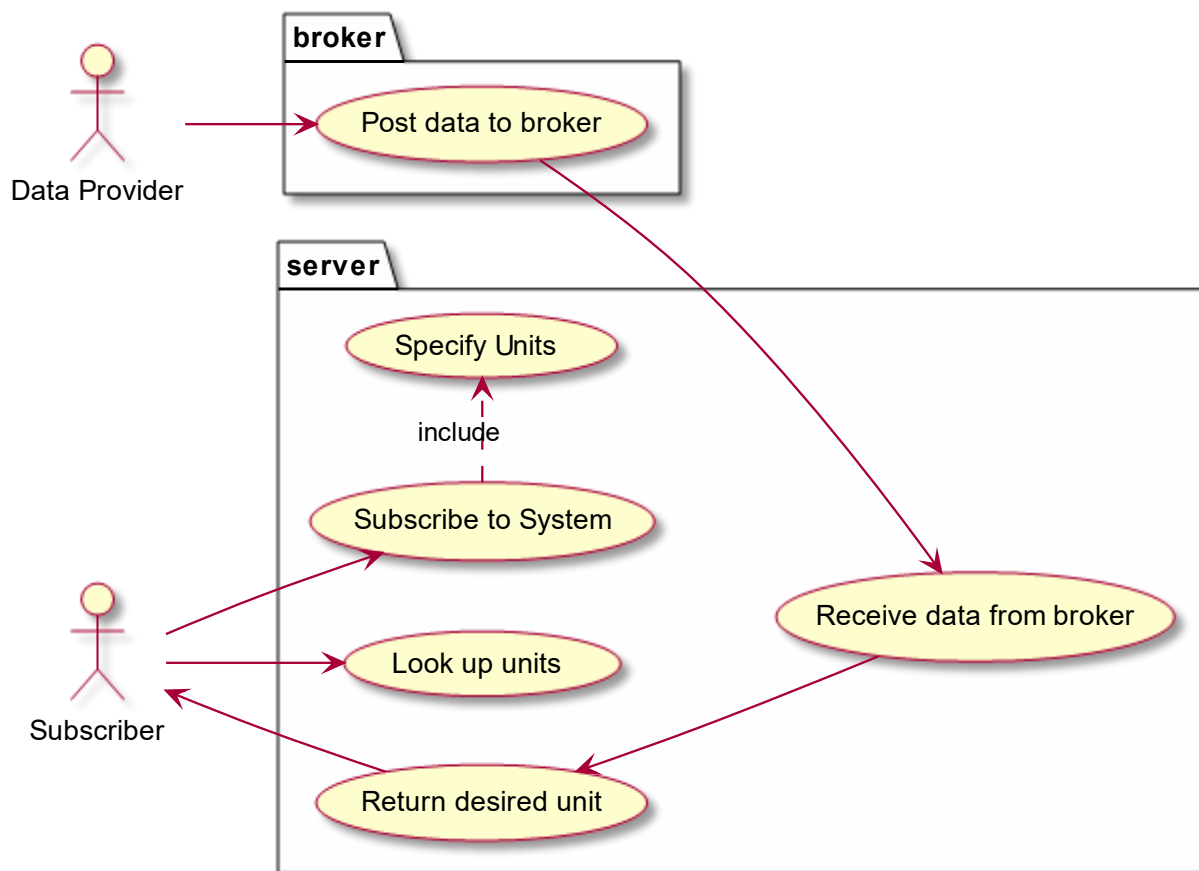 broker
Post data to broker
Data Provider
server
Specify Units
include
Subscribe to System
Receive data from broker
Look up units
Subscriber
Return desired unit